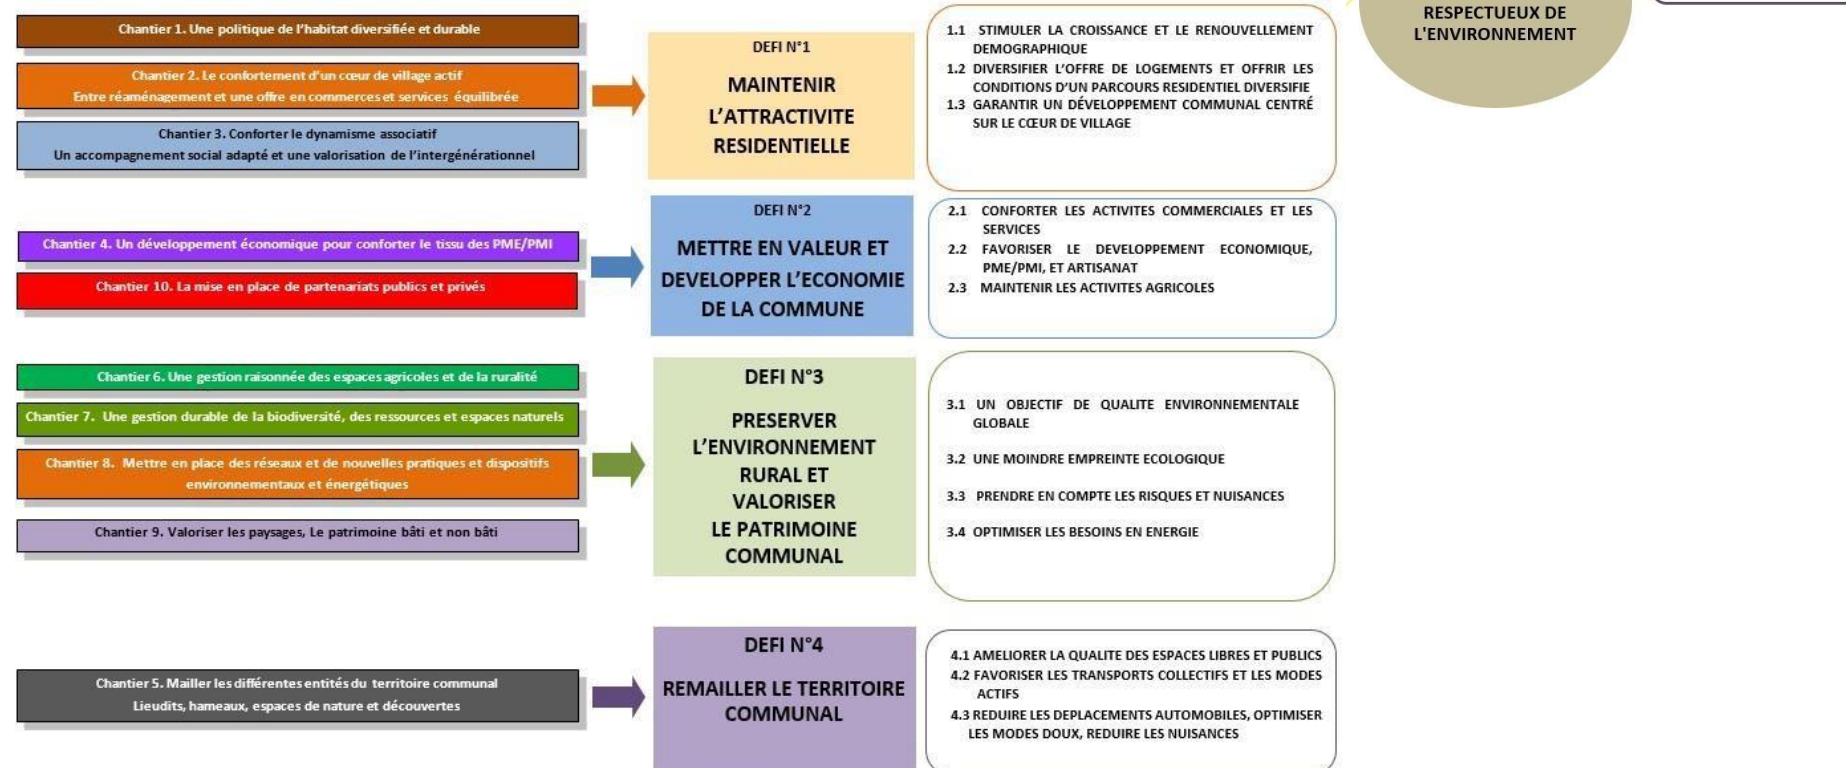 RESPECTUEUX DE
L'ENVIRONNEMENT
Chantier 1. Une politique de l'habitat diversifiée et durable
Chantier 2. Le confortement d'un cœur de village actif
Entre réaménagement et une offre en commerces et services équilibrée
Chantier 3. Conforter le dynamisme associatif
Un accompagnement social adapté et une valorisation de l'intergénérationnel
DEFI N°1
MAINTENIR
L'ATTRACTIVITE
RESIDENTIELLE
1.1 STIMULER LA CROISSANCE ET LE RENOUVELLEMENT
DEMOGRAPHIQUE
1.2 DIVERSIFIER L'OFFRE DE LOGEMENTS ET OFFRIR LES
CONDITIONS D'UN PARCOURS RESIDENTIEL DIVERSIFIE
1.3 GARANTIR UN DÉVELOPPEMENT COMMUNAL CENTRÉ
SUR LE CŒUR DE VILLAGE
Chantier 4. Un développement économique pour conforter le tissu des PME/PMI
Chantier 10. La mise en place de partenariats publics et privés
DEFI N°2
METTRE EN VALEUR ET
DEVELOPPER L'ECONOMIE
DE LA COMMUNE
2.1 CONFORTER LES ACTIVITES COMMERCIALES ET LES
SERVICES
2.2 FAVORISER LE DEVELOPPEMENT ECONOMIQUE,
PME/PMI, ET ARTISANAT
2.3 MAINTENIR LES ACTIVITES AGRICOLES
Chantier 6. Une gestion raisonnée des espaces agricoles et de la ruralité
Chantier 7. Une gestion durable de la biodiversité, des ressources et espaces naturels
Chantier 8. Mettre en place des réseaux et de nouvelles pratiques et dispositifs
environnementaux et énergétiques
Chantier 9. Valoriser les paysages, Le patrimoine bâti et non bâti
DEFI N°3
PRESERVER
L'ENVIRONNEMENT
RURAL ET
VALORISER
LE PATRIMOINE
COMMUNAL
3.1 UN OBJECTIF DE QUALITE ENVIRONNEMENTALE
GLOBALE
3.2 UNE MOINDRE EMPREINTE ECOLOGIQUE
3.3 PRENDRE EN COMPTE LES RISQUES ET NUISANCES
3.4 OPTIMISER LES BESOINS EN ENERGIE
Chantier 5. Mailler les différentes entités du territoire communal
Lieudits, hameaux, espaces de nature et découvertes
DEFI N°4
REMAILLER LE TERRITOIRE
COMMUNAL
4.1 AMELIORER LA QUALITE DES ESPACES LIBRES ET PUBLICS
4.2 FAVORISER LES TRANSPORTS COLLECTIFS ET LES MODES
ACTIFS
4.3 REDUIRE LES DEPLACEMENTS AUTOMOBILES, OPTIMISER
LES MODES DOUX, REDUIRE LES NUISANCES